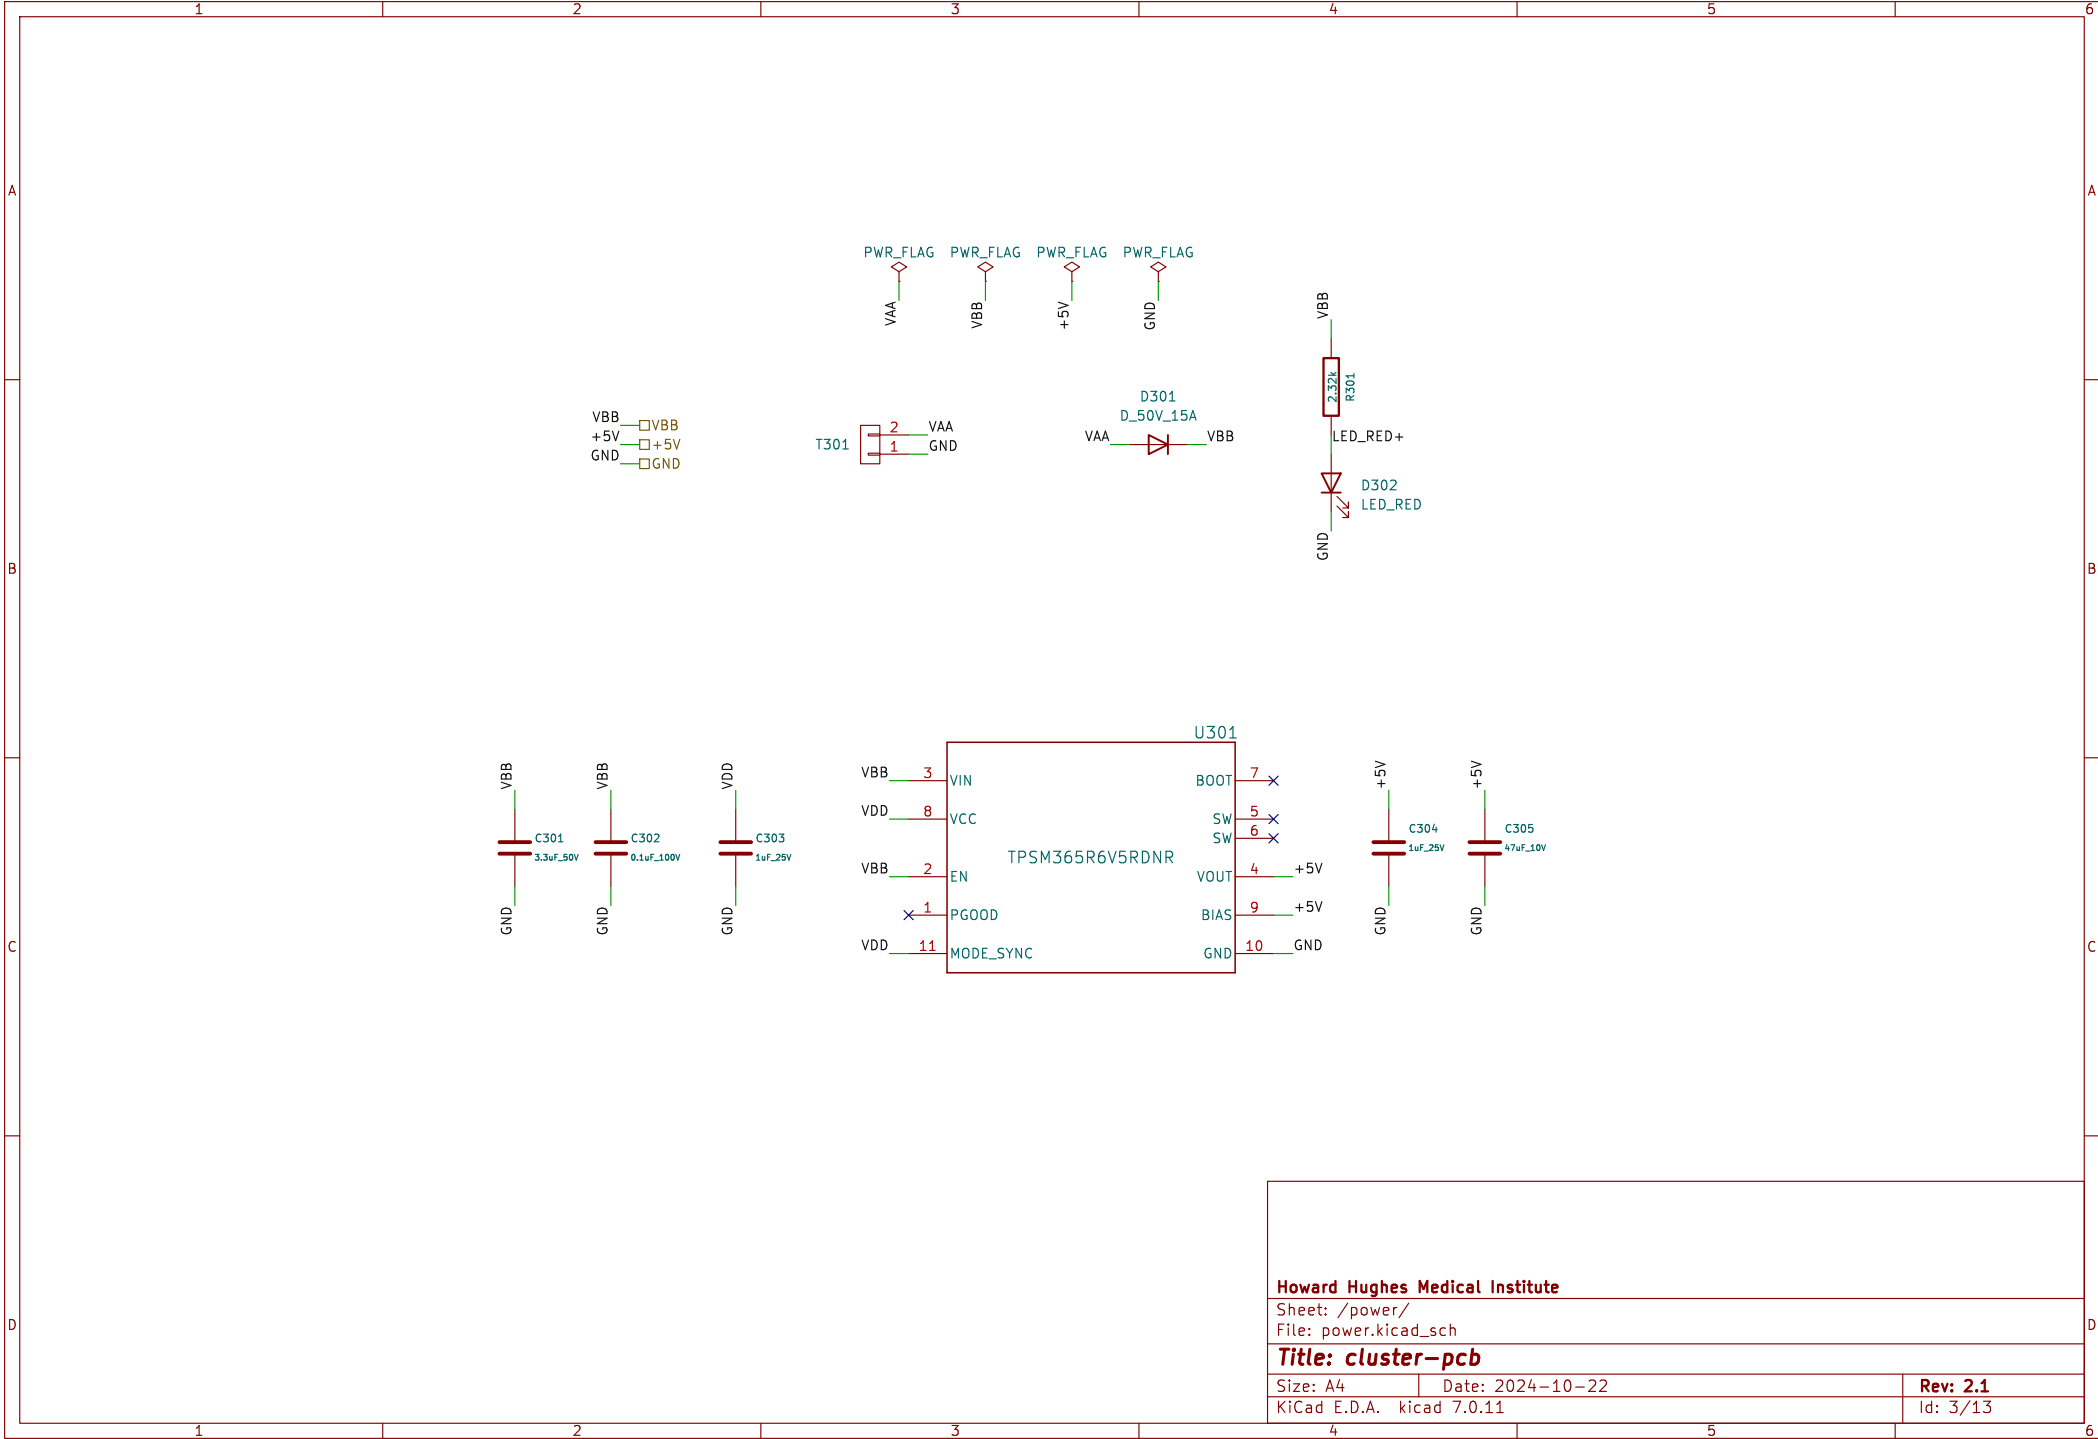 1 2 3 4 5 6
A A
PWR_FLAG PWR_FLAG PWR_FLAG PWR_FLAG
VAA VBB +5V GND
VBB
2.32k R301
LED_RED+
D302
LED_RED
GND
D301
D_50V_15A
VAA VBB
VBB VBB
+5V +5V
GND GND
T301
2 VAA
1 GND
B B
U301
TPSM365R6V5RDNR
VBB 3 VIN
VDD 8 VCC
VBB 2 EN
1 PGOOD
VDD 11 MODE_SYNC
BOOT 7
SW 5
SW 6
VOUT 4 +5V
BIAS 9 +5V
GND 10 GND
VBB
C301
3.3uF_50V
GND
VBB
C302
0.1uF_100V
GND
VDD
C303
1uF_25V
GND
+5V
C304
1uF_25V
GND
+5V
C305
47uF_10V
GND
C C
Howard Hughes Medical Institute
Sheet: /power/
File: power.kicad_sch
Title: cluster-pcb
Size: A4 Date: 2024-10-22 Rev: 2.1
KiCad E.D.A. kicad 7.0.11 Id: 3/13
D D
1 2 3 4 5 6